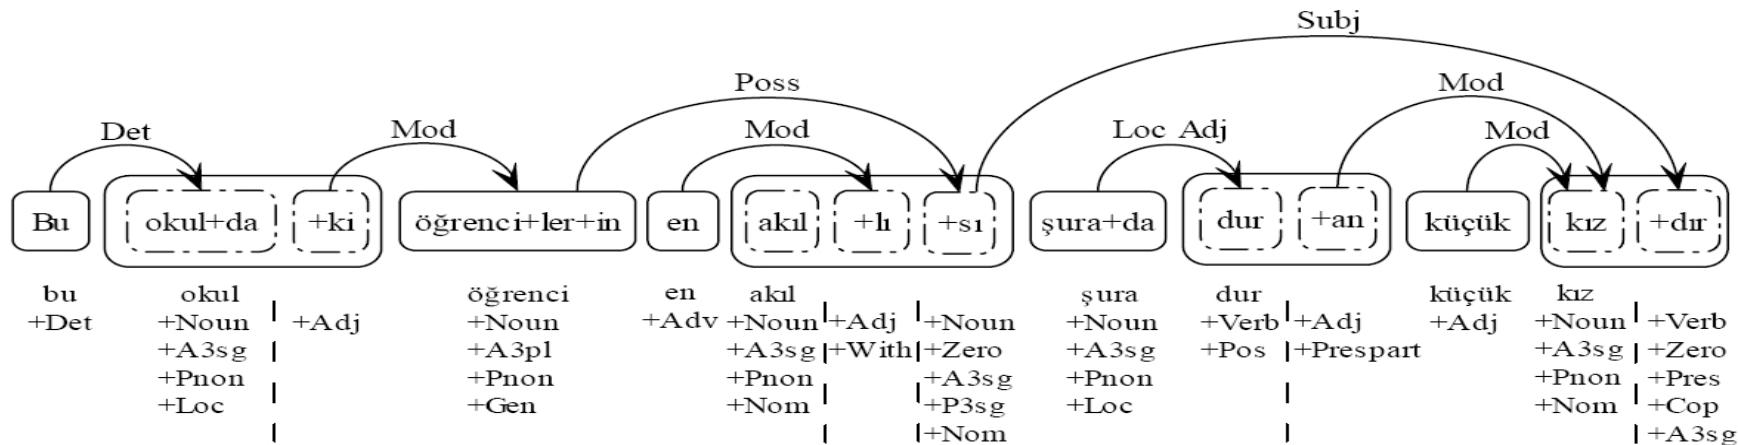 Subj
Poss Mod
Det Mod Mod Loc Adj Mod
Bu okul+da +ki öğrenci+ler+in en akıl +lı +sı şura+da dur +an küçük kız +dır
bu okul öğrenci en akıl şura dur küçük kız
+Det +Noun +Adj +Noun +Adv +Noun +Adj +Noun +Noun +Verb +Adj +Adj +Noun +Verb
+A3sg +A3pl +A3sg +With +Zero +A3sg +Pos +Prespart +A3sg +Zero
+Pnon +Pnon +Pnon +A3sg +Pnon +Pnon +Pres
+Loc +Gen +Nom +P3sg +Loc +Nom +Cop
+Nom +A3sg